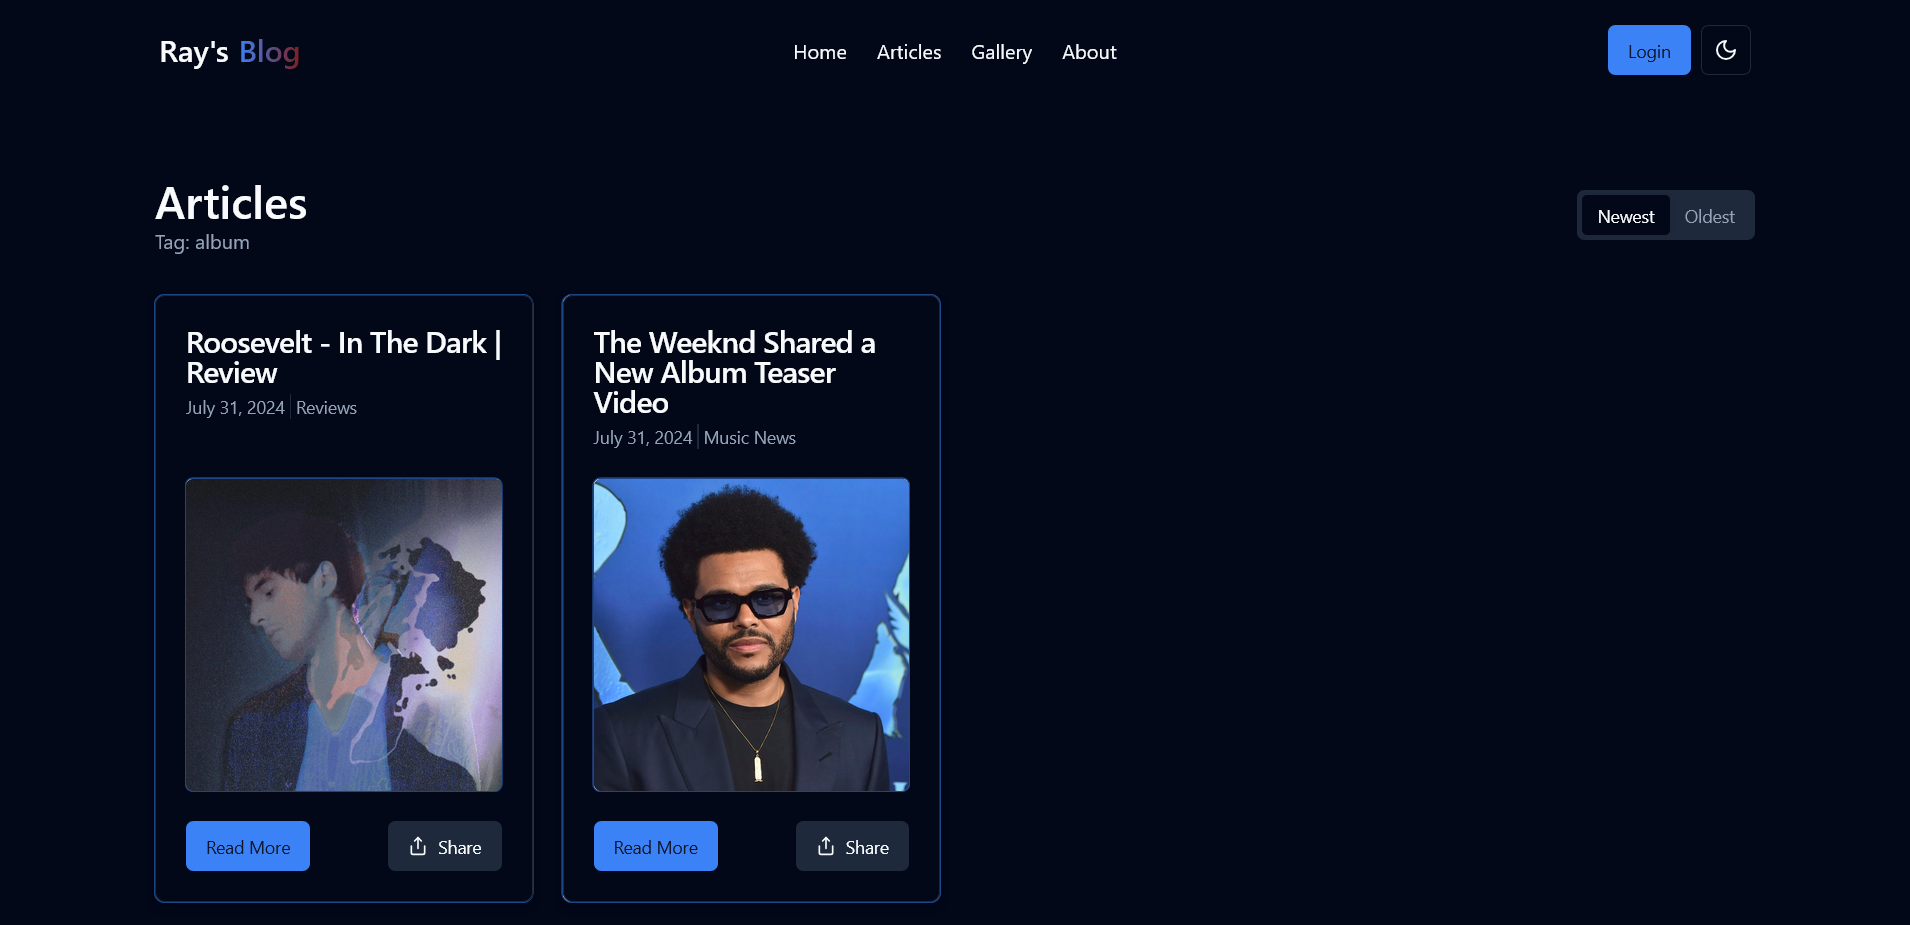 Ray's Blog
Home Articles Gallery About
Login
Articles
Tag: album
Newest Oldest
Roosevelt - In The Dark |
Review
July 31, 2024 | Reviews
Read More
Share
The Weeknd Shared a
New Album Teaser
Video
July 31, 2024 | Music News
Read More
Share